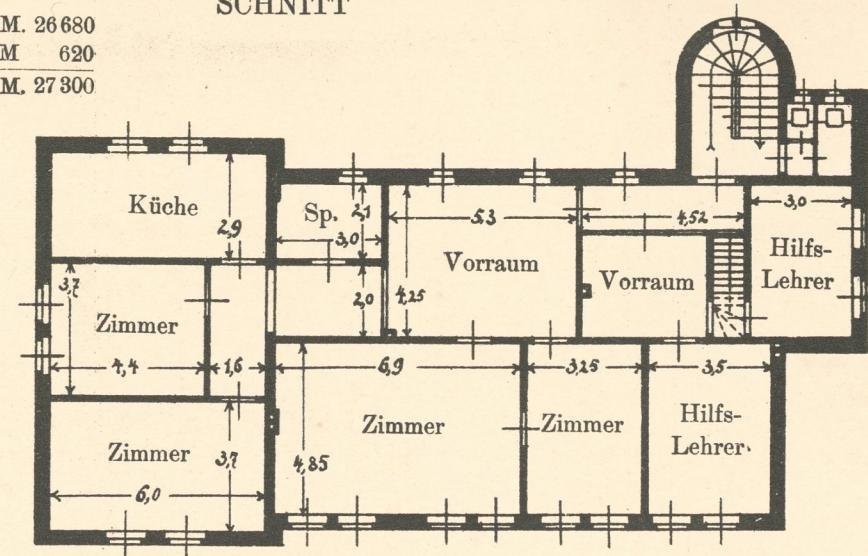 SCHNITT
M. 26 680
M 620
M. 27 300
Küche
2,9
Sp.
2,1
3,0
5,3
Vorraum
4,25
4,52
Vorraum
3,0
Hilfs-
Lehrer
3,7
Zimmer
4,4
1,6
2,0
6,9
Zimmer
4,85
3,25
Zimmer
3,5
Hilfs-
Lehrer
Zimmer
3,7
6,0